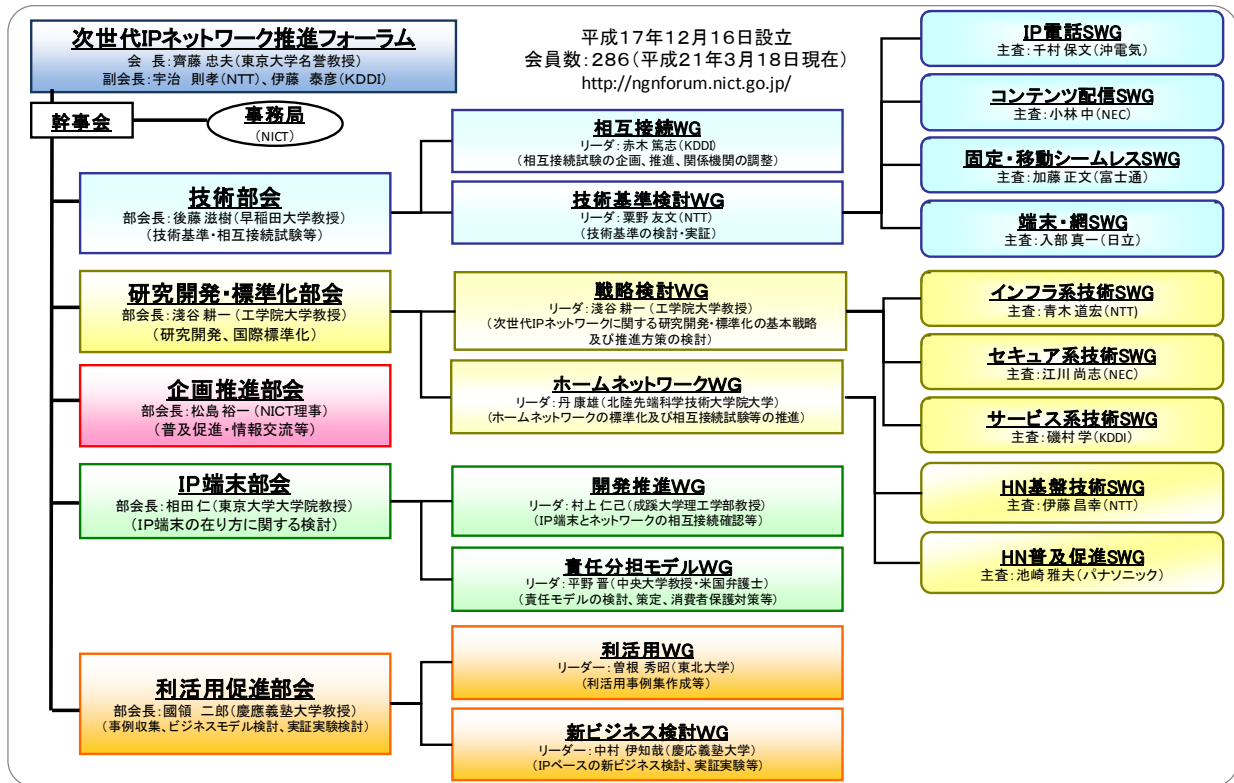 次世代IPネットワーク推進フォーラム
会 長:齊藤 忠夫(東京大学名誉教授)
副会長:宇治 則孝(NTT)、伊藤 泰彦(KDDI)
平成17年12月16日設立
会員数:286(平成21年3月18日現在)
http://ngnforum.nict.go.jp/
幹事会
事務局
(NICT)
技術部会
部会長:後藤 滋樹(早稲田大学教授)
(技術基準・相互接続試験等)
相互接続WG
リーダ:赤木 篤志(KDDI)
(相互接続試験の企画、推進、関係機関の調整)
技術基準検討WG
リーダ:粟野 友文(NTT)
(技術基準の検討・実証)
IP電話SWG
主査:千村 保文(沖電気)
コンテンツ配信SWG
主査:小林 中(NEC)
固定・移動シームレスSWG
主査:加藤 正文(富士通)
端末・網SWG
主査:入部 真一(日立)
研究開発・標準化部会
部会長:淺谷 耕一(工学院大学教授)
(研究開発、国際標準化)
戦略検討WG
リーダ:淺谷 耕一(工学院大学教授)
(次世代IPネットワークに関する研究開発・標準化の基本戦略
及び推進方策の検討)
ホームネットワークWG
リーダ:丹 康雄(北陸先端科学技術大学院大学)
(ホームネットワークの標準化及び相互接続試験等の推進)
インフラ系技術SWG
主査:青木 道宏(NTT)
セキュア系技術SWG
主査:江川 尚志(NEC)
サービス系技術SWG
主査:磯村 学(KDDI)
HN基盤技術SWG
主査:伊藤 昌幸(NTT)
HN普及促進SWG
主査:池崎 雅夫(パナソニック)
企画推進部会
部会長:松島 裕一(NICT理事)
(普及促進・情報交流等)
IP端末部会
部会長:相田 仁(東京大学大学院教授)
(IP端末の在り方に関する検討)
開発推進WG
リーダ:村上 仁己(成蹊大学理工学部教授)
(IP端末とネットワークの相互接続確認等)
責任分担モデルWG
リーダ:平野 晋(中央大学教授・米国弁護士)
(責任モデルの検討、策定、消費者保護対策等)
利活用促進部会
部会長:國領 二郎(慶應義塾大学教授)
(事例収集、ビジネスモデル検討、実証実験検討)
利活用WG
リーダー:曽根 秀昭(東北大学)
(利活用事例集作成等)
新ビジネス検討WG
リーダー:中村 伊知哉(慶応義塾大学)
(IPベースの新ビジネス検討、実証実験等)